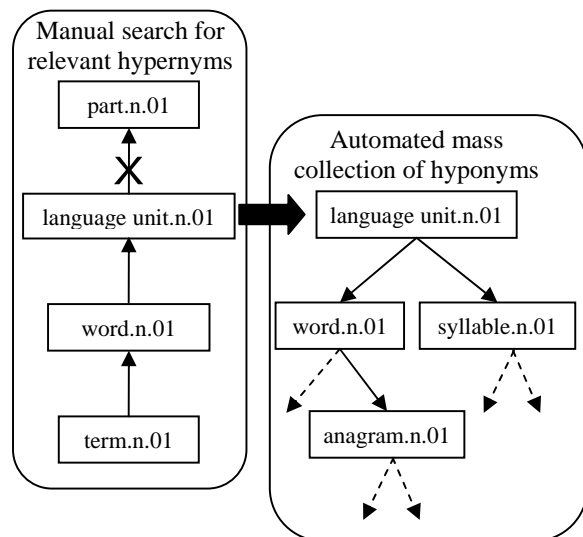 Manual search for
relevant hypernyms
part.n.01
X
language unit.n.01
word.n.01
term.n.01
Automated mass
collection of hyponyms
language unit.n.01
word.n.01
syllable.n.01
anagram.n.01